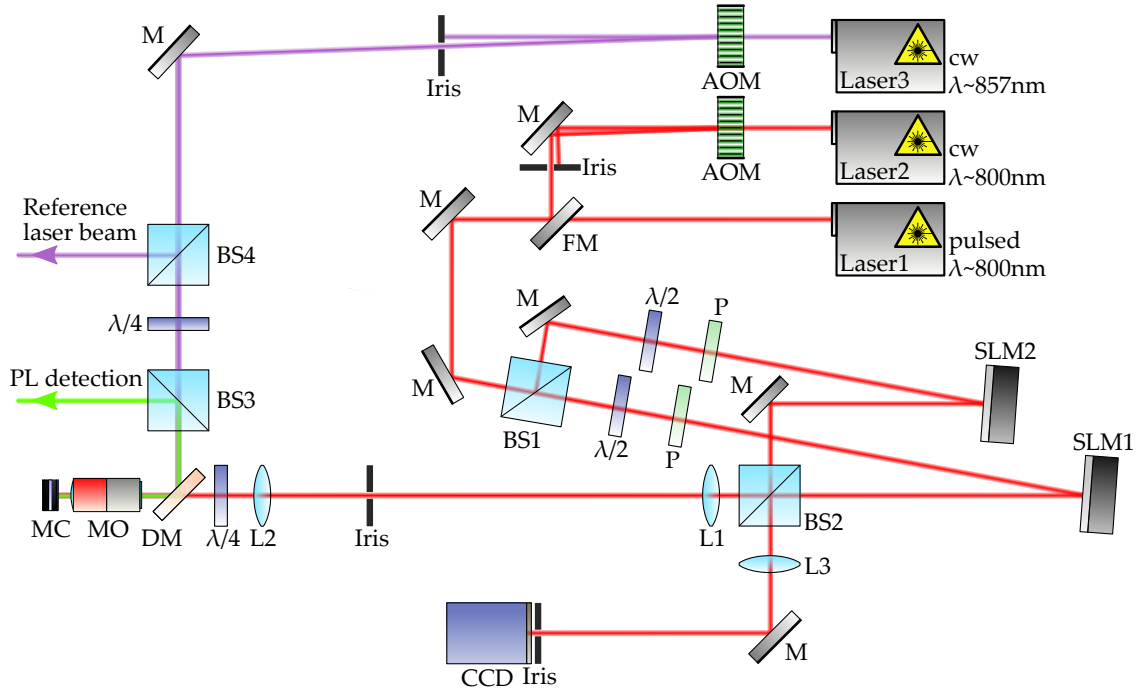 M
Iris
AOM
Laser3
cw
λ~857nm
M
Iris
AOM
Laser2
cw
λ~800nm
M
FM
Laser1
pulsed
λ~800nm
Reference
laser beam
BS4
λ/4
PL detection
BS3
M
λ/2
P
M
BS1
λ/2
P
M
SLM2
SLM1
MC
MO
DM
λ/4
L2
Iris
L1
BS2
L3
CCD
Iris
M